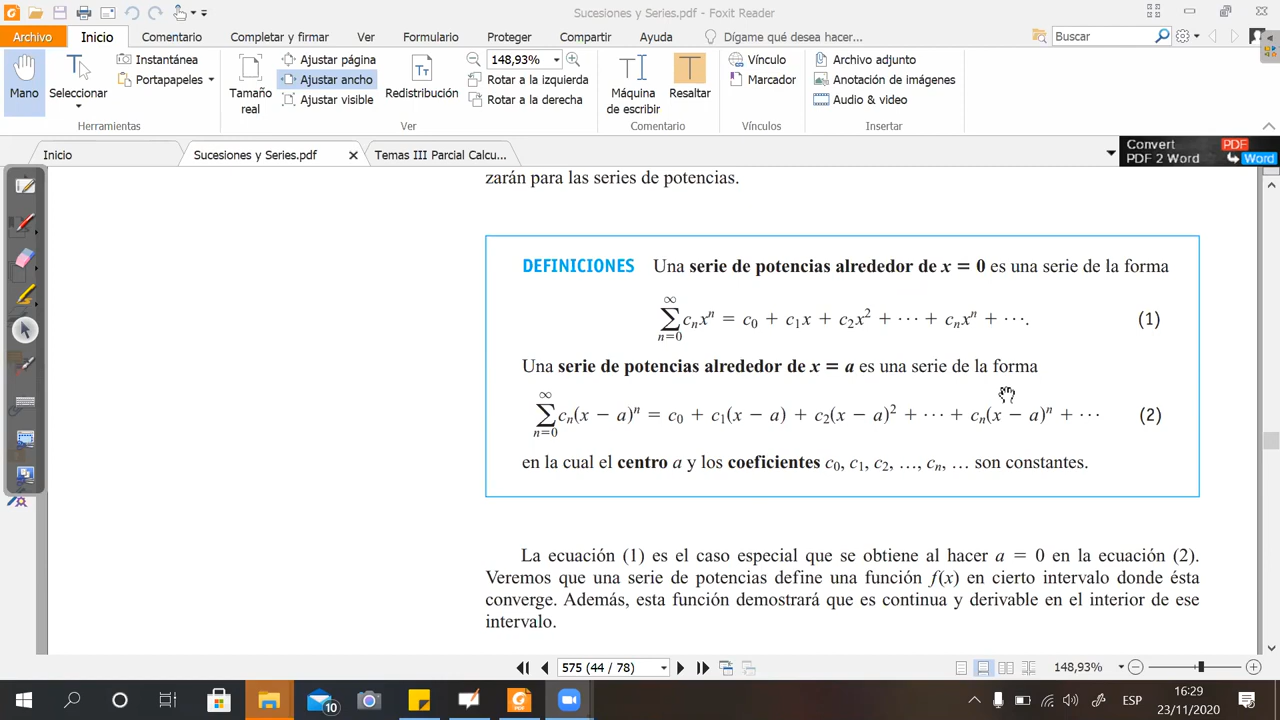 Sucesiones y Series.pdf - Foxit Reader
Archivo Inicio Comentario Completar y firmar Ver Formulario Proteger Compartir Ayuda Dígame qué desea hacer... Buscar
Mano
Seleccionar
Instantánea
Portapapeles
Herramientas
Tamaño real
Ajustar página
Ajustar ancho
Ajustar visible
Redistribución
148,93%
Rotar a la izquierda
Rotar a la derecha
Ver
Máquina de escribir
Resaltar
Comentario
Vínculo
Marcador
Vínculos
Archivo adjunto
Anotación de imágenes
Audio & video
Insertar
Inicio Sucesiones y Series.pdf Temas III Parcial Calcu...
Convert PDF
PDF 2 Word Word
zarán para las series de potencias.
DEFINICIONES Una serie de potencias alrededor de x = 0 es una serie de la forma
∑_{n=0}^{∞} c_n x^n = c_0 + c_1 x + c_2 x^2 + ⋯ + c_n x^n + ⋯. (1)
Una serie de potencias alrededor de x = a es una serie de la forma
∑_{n=0}^{∞} c_n(x − a)^n = c_0 + c_1(x − a) + c_2(x − a)^2 + ⋯ + c_n(x − a)^n + ⋯ (2)
en la cual el centro a y los coeficientes c_0, c_1, c_2, …, c_n, … son constantes.
La ecuación (1) es el caso especial que se obtiene al hacer a = 0 en la ecuación (2).
Veremos que una serie de potencias define una función f(x) en cierto intervalo donde ésta
converge. Además, esta función demostrará que es continua y derivable en el interior de ese
intervalo.
575 (44 / 78) 148,93%
10
ESP
16:29
23/11/2020